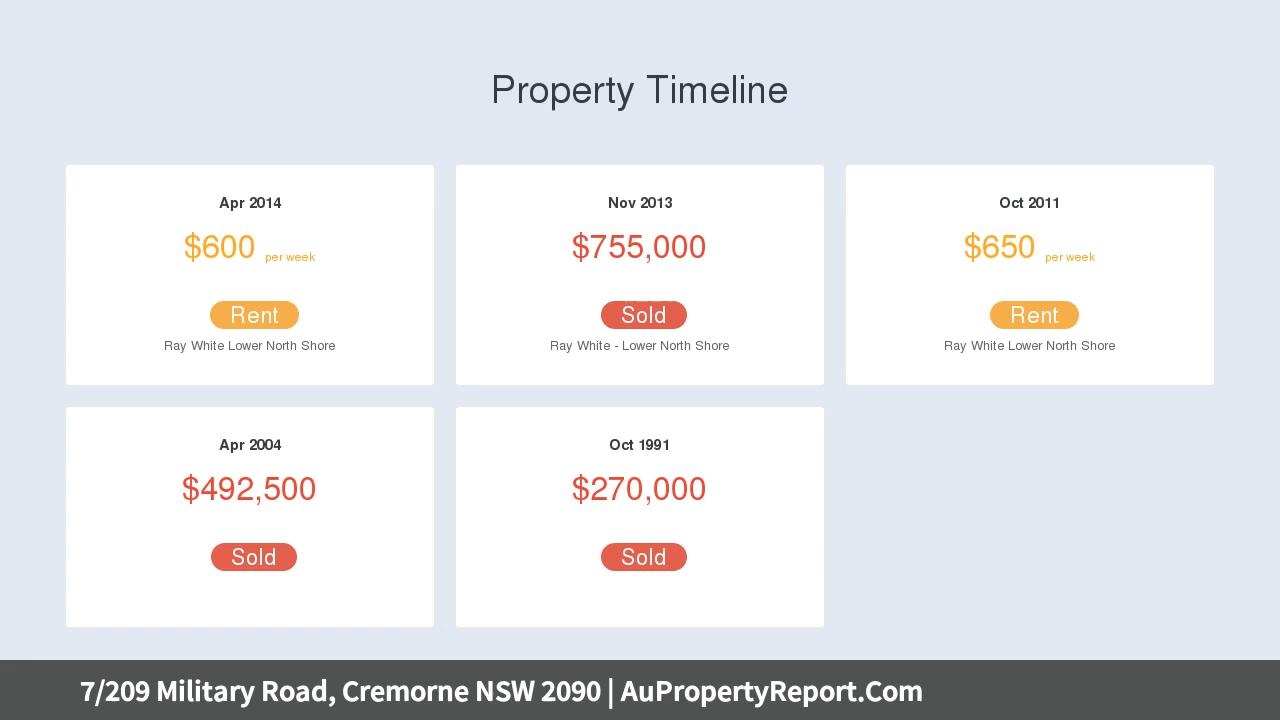 Property Timeline
Apr 2014
$600 per week
Rent
Ray White Lower North Shore
Nov 2013
$755,000
Sold
Ray White - Lower North Shore
Oct 2011
$650 per week
Rent
Ray White Lower North Shore
Apr 2004
$492,500
Sold
Oct 1991
$270,000
Sold
7/209 Military Road, Cremorne NSW 2090 | AuPropertyReport.Com